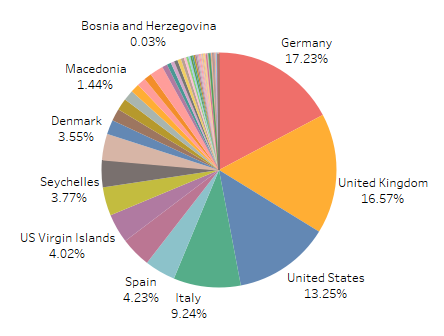 Bosnia and Herzegovina
0.03%
Germany
17.23%
Macedonia
1.44%
Denmark
3.55%
Seychelles
3.77%
United Kingdom
16.57%
US Virgin Islands
4.02%
Spain
4.23%
Italy
9.24%
United States
13.25%